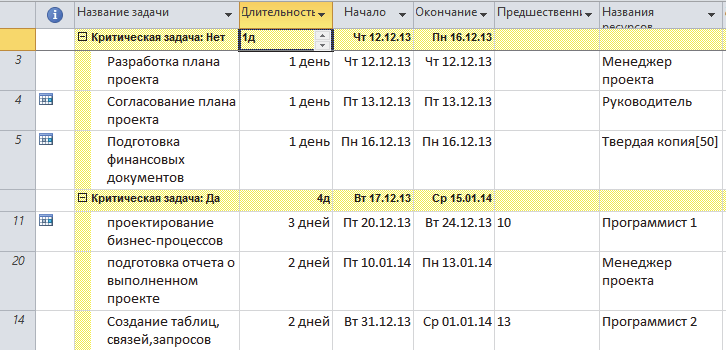 Название задачи Длительность Начало Окончание Предшественни Названия ресурсов
Критическая задача: Нет 1д Чт 12.12.13 Пн 16.12.13
3 Разработка плана 1 день Чт 12.12.13 Чт 12.12.13 Менеджер
проекта проекта
4 Согласование плана 1 день Пт 13.12.13 Пт 13.12.13 Руководитель
проекта
5 Подготовка 1 день Пн 16.12.13 Пн 16.12.13 Твердая копия[50]
финансовых
документов
Критическая задача: Да 4д Вт 17.12.13 Ср 15.01.14
11 проектирование 3 дней Пт 20.12.13 Вт 24.12.13 10 Программист 1
бизнес-процессов
20 подготовка отчета о 2 дней Пт 10.01.14 Пн 13.01.14 Менеджер
выполненном проекта
проекте
14 Создание таблиц, 2 дней Вт 31.12.13 Ср 01.01.14 13 Программист 2
связей,запросов